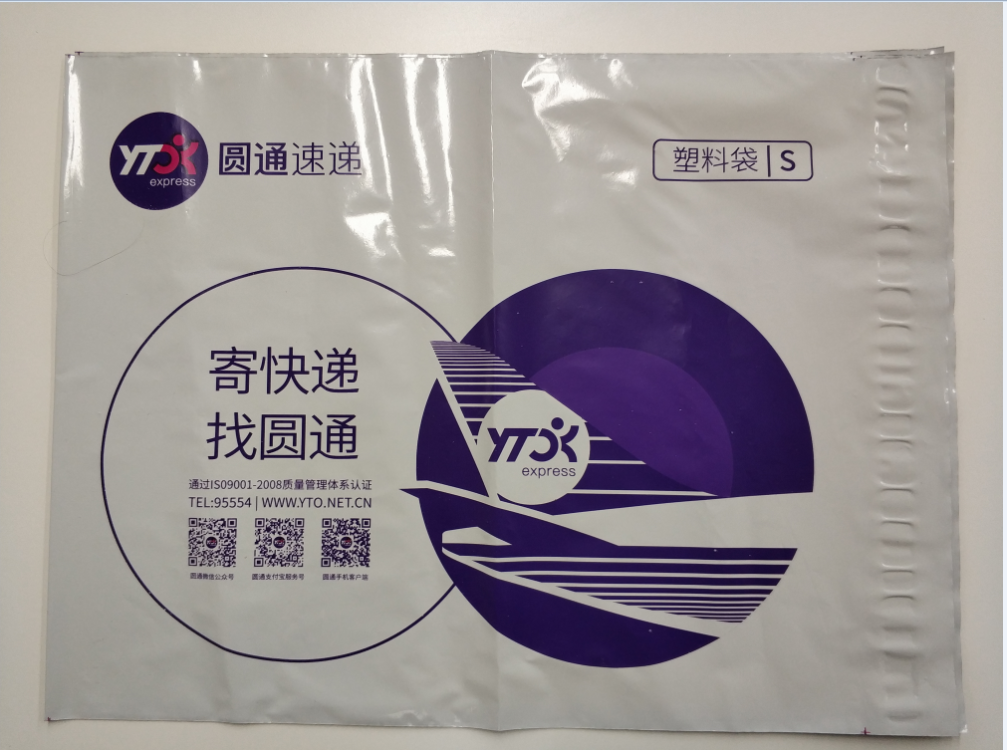 YTO express 圆通速递
塑料袋|S
寄快递
找圆通
通过ISO9001-2008质量管理体系认证
TEL:95554 | WWW.YTO.NET.CN
圆通微信公众号 圆通支付宝服务号 圆通手机客户端
YTO express